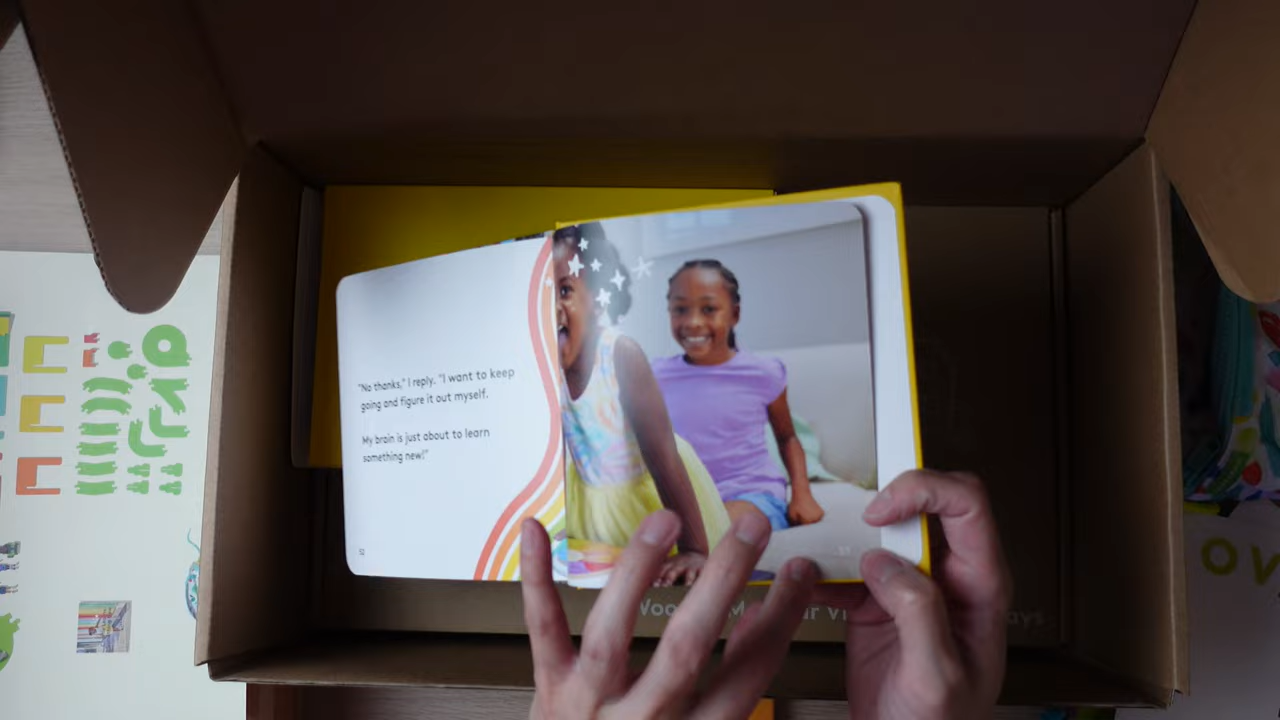 "No thanks," I reply. "I want to keep
going and figure it out myself.
My brain is just about to learn
something new!"
52